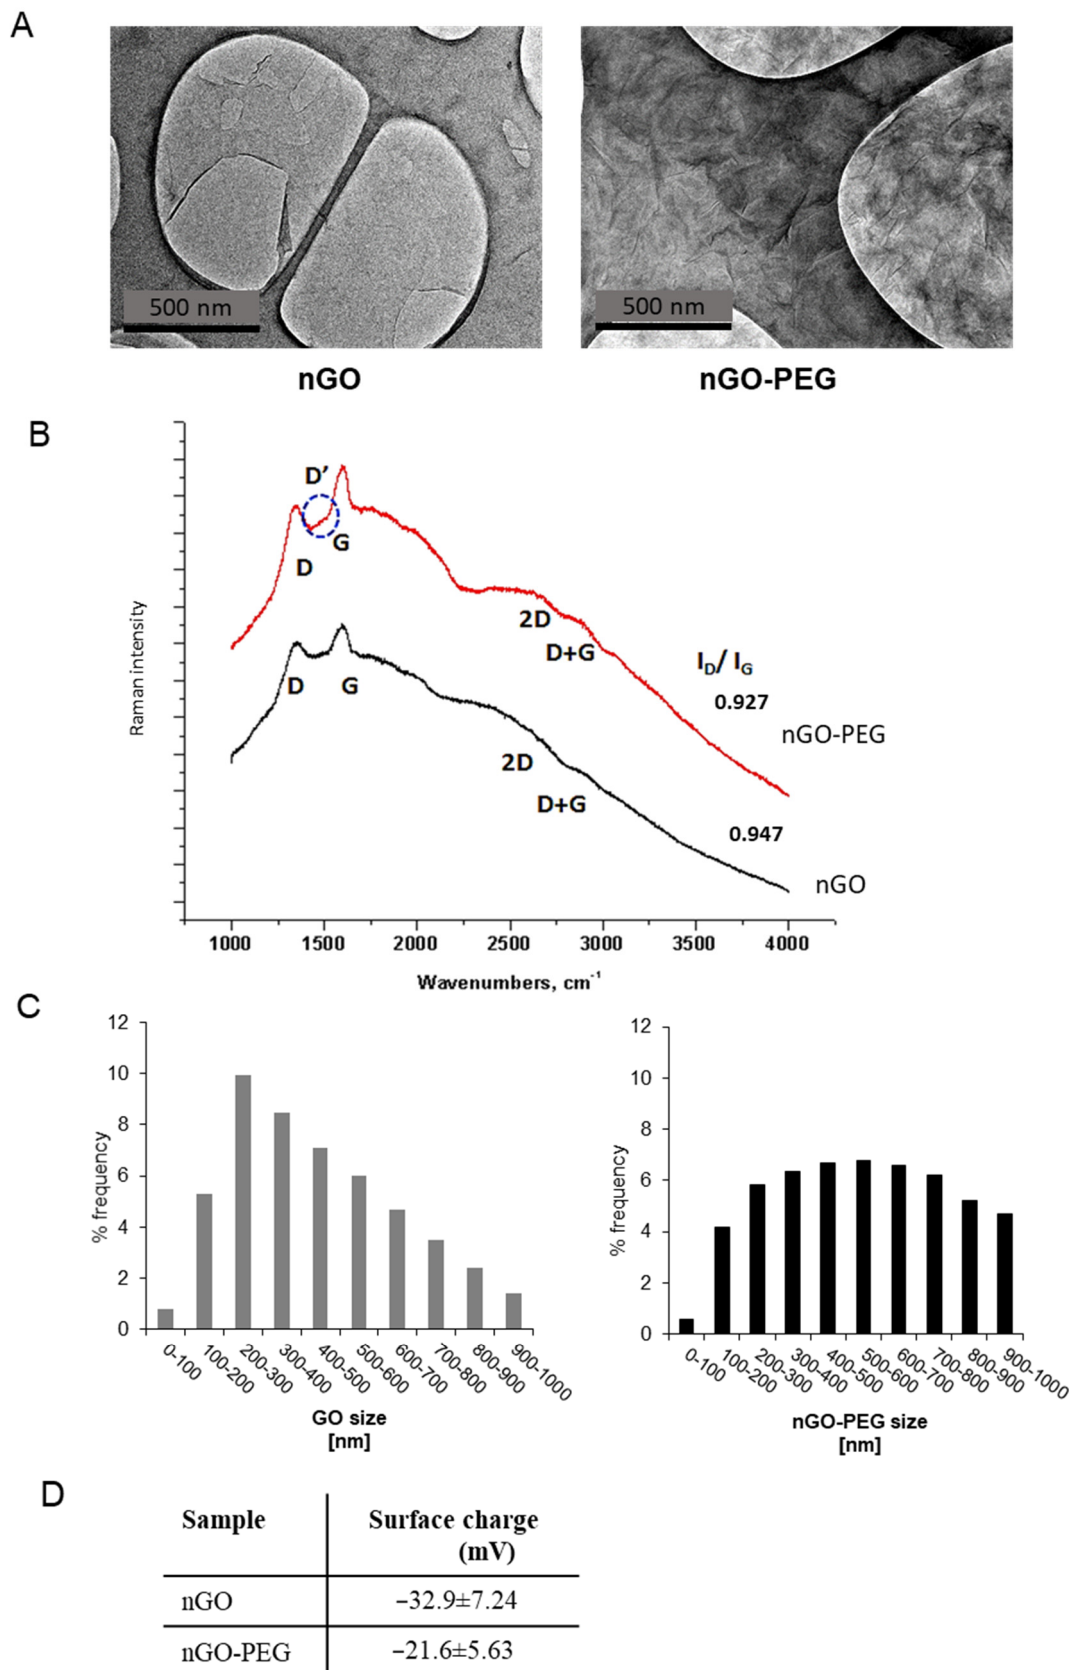 A
500 nm
500 nm
nGO
nGO-PEG
B
Raman intensity
D’
G
D
2D
D+G
I_D/ I_G
0.927
nGO-PEG
D
G
2D
D+G
0.947
nGO
1000 1500 2000 2500 3000 3500 4000
Wavenumbers, cm⁻¹
C
% frequency
12
10
8
6
4
2
0
0-100 100-200 200-300 300-400 400-500 500-600 600-700 700-800 800-900 900-1000
GO size
[nm]
% frequency
12
10
8
6
4
2
0
0-100 100-200 200-300 300-400 400-500 500-600 600-700 700-800 800-900 900-1000
nGO-PEG size
[nm]
D
Sample Surface charge
(mV)
nGO −32.9±7.24
nGO-PEG −21.6±5.63